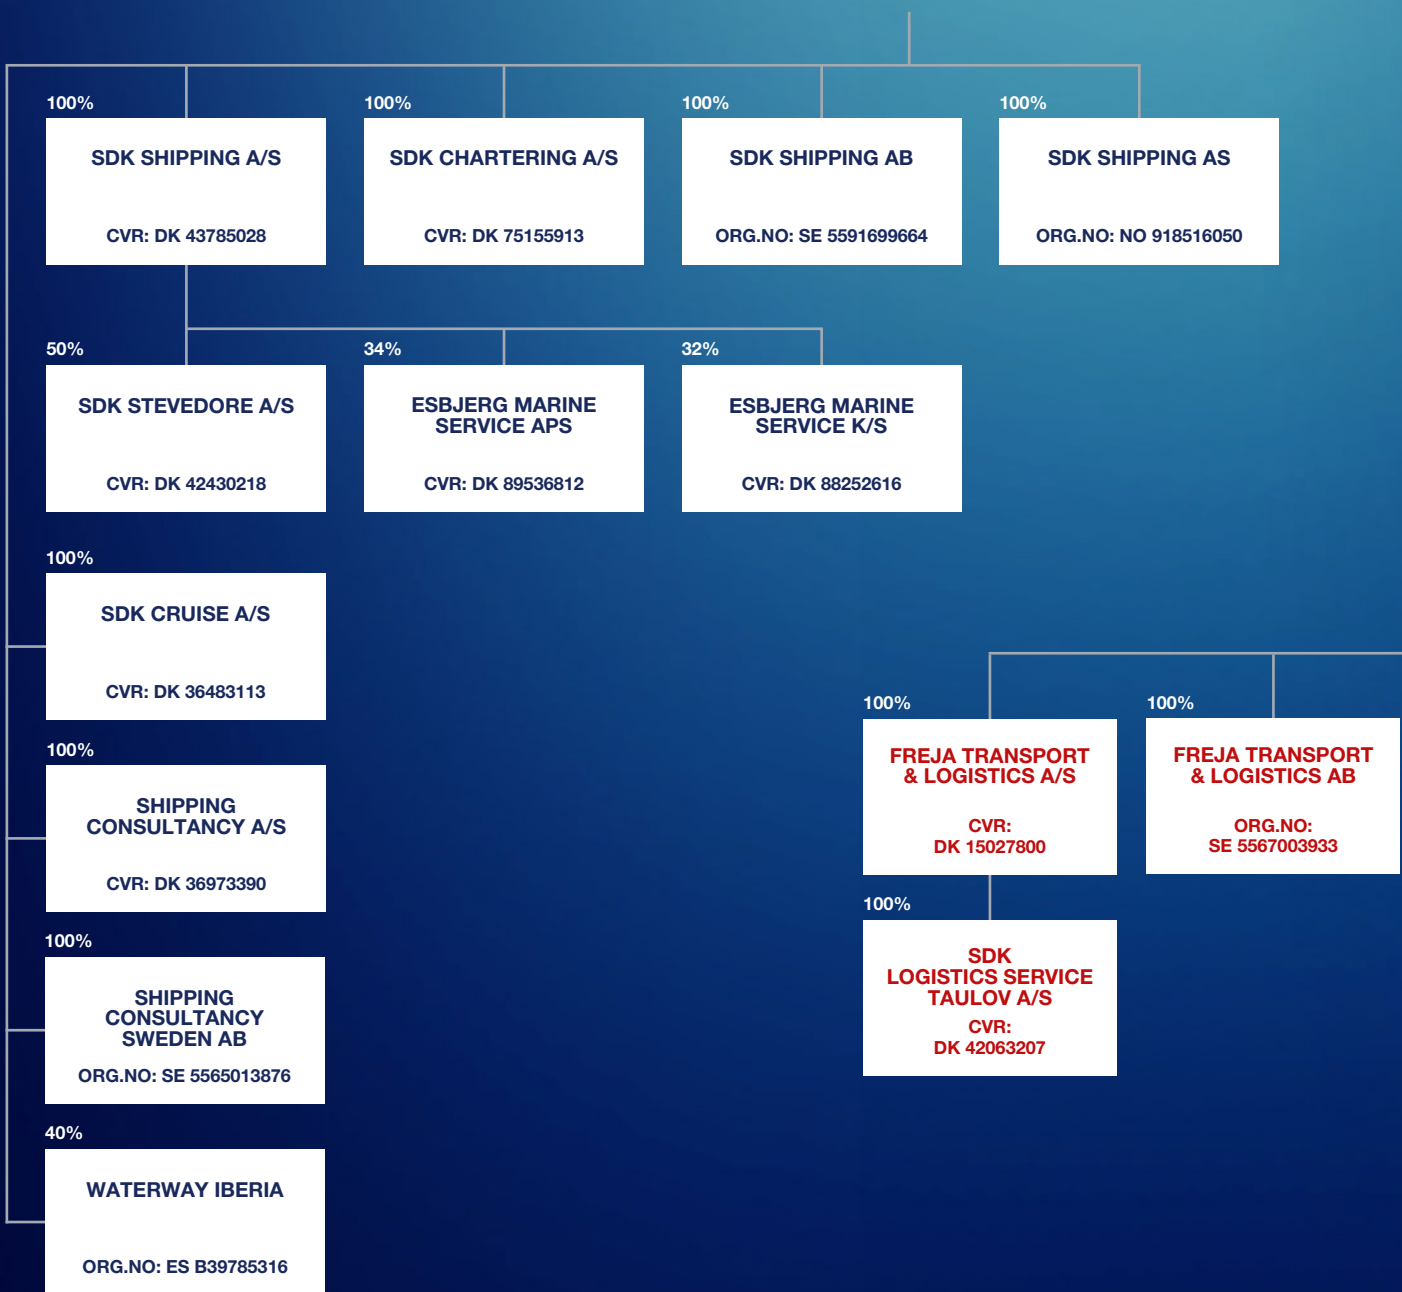 100%
SDK SHIPPING A/S
CVR: DK 43785028
100%
SDK CHARTERING A/S
CVR: DK 75155913
100%
SDK SHIPPING AB
ORG.NO: SE 5591699664
100%
SDK SHIPPING AS
ORG.NO: NO 918516050
50%
SDK STEVEDORE A/S
CVR: DK 42430218
34%
ESBJERG MARINE
SERVICE APS
CVR: DK 89536812
32%
ESBJERG MARINE
SERVICE K/S
CVR: DK 88252616
100%
SDK CRUISE A/S
CVR: DK 36483113
100%
SHIPPING
CONSULTANCY A/S
CVR: DK 36973390
100%
SHIPPING
CONSULTANCY
SWEDEN AB
ORG.NO: SE 5565013876
40%
WATERWAY IBERIA
ORG.NO: ES B39785316
100%
FREJA TRANSPORT
& LOGISTICS A/S
CVR:
DK 15027800
100%
FREJA TRANSPORT
& LOGISTICS AB
ORG.NO:
SE 5567003933
100%
SDK
LOGISTICS SERVICE
TAULOV A/S
CVR:
DK 42063207